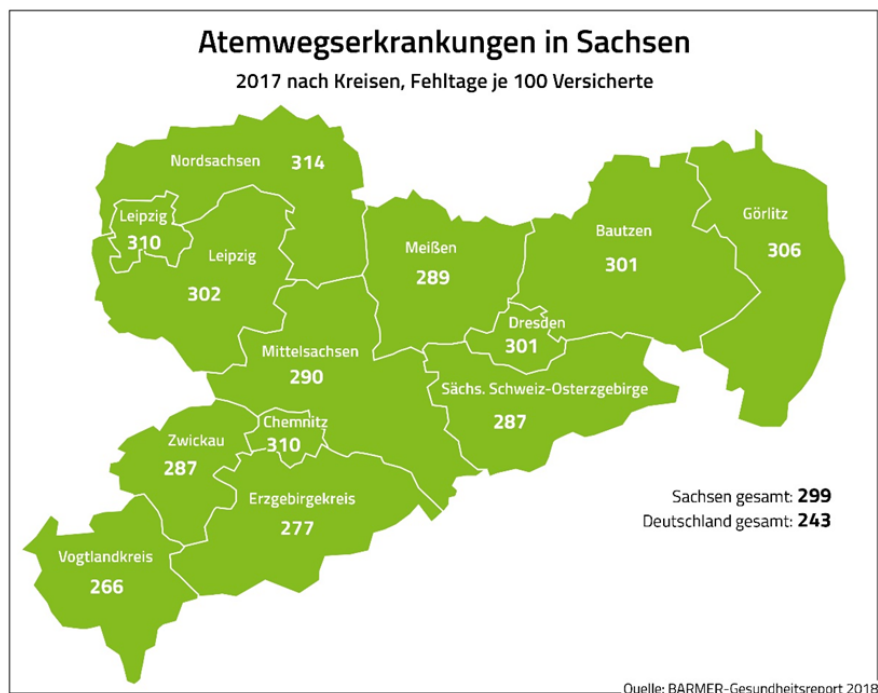 Atemwegserkrankungen in Sachsen
2017 nach Kreisen, Fehltage je 100 Versicherte
Nordsachsen 314
Leipzig
310
Leipzig
302
Meißen
289
Bautzen
301
Görlitz
306
Dresden
301
Mittelsachsen
290
Sächs. Schweiz-Osterzgebirge
287
Chemnitz
310
Zwickau
287
Erzgebirgekreis
277
Vogtlandkreis
266
Sachsen gesamt: 299
Deutschland gesamt: 243
Quelle: BARMER-Gesundheitsreport 2018